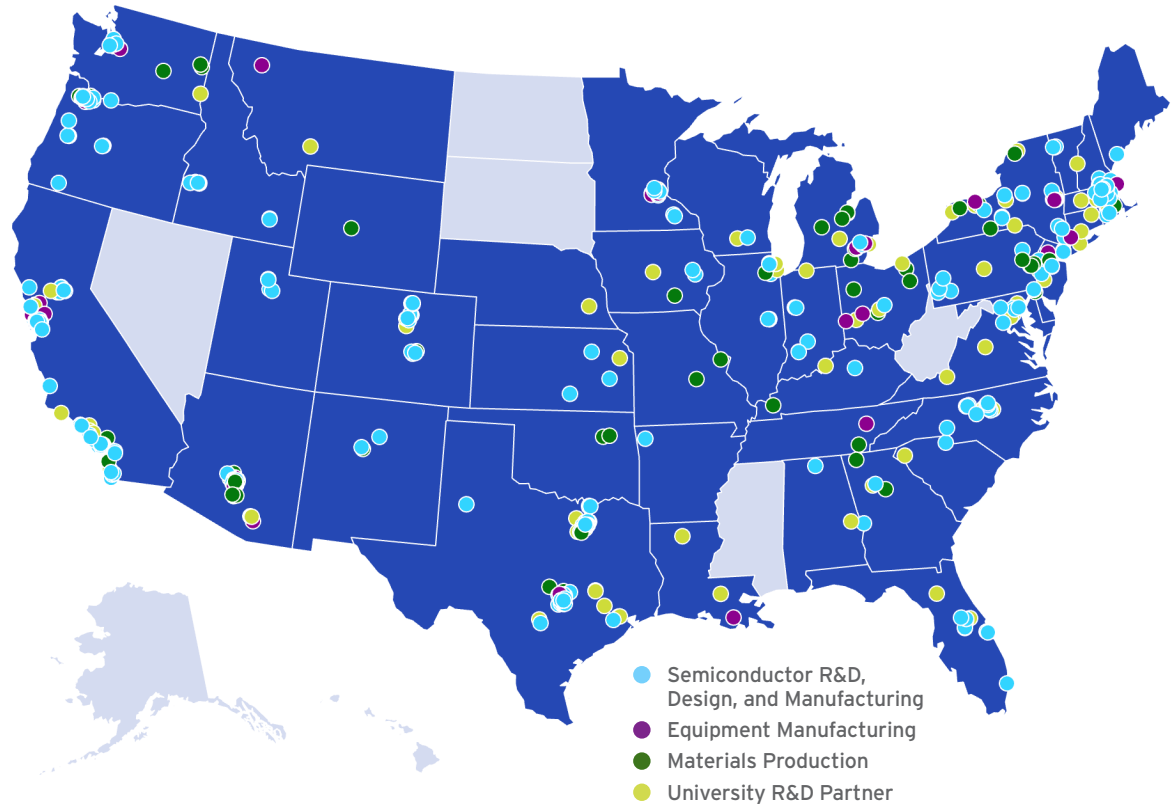 Semiconductor R&D,
Design, and Manufacturing
Equipment Manufacturing
Materials Production
University R&D Partner